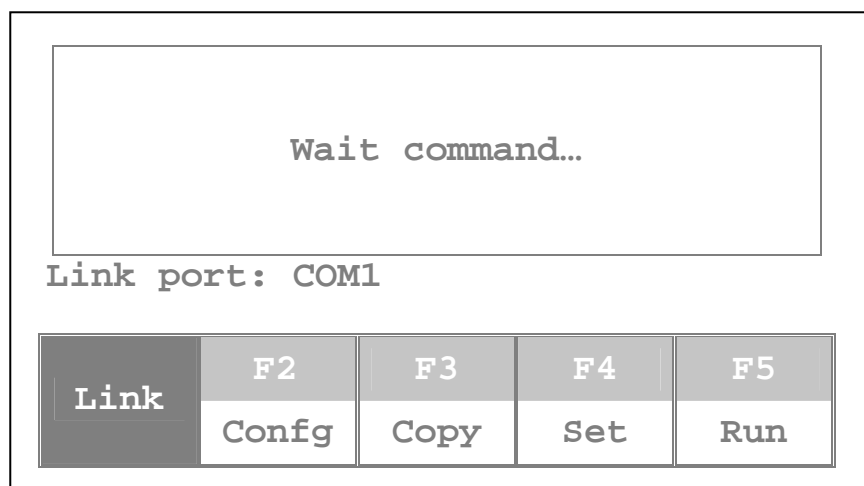 Wait command…
Link port: COM1
Link
F2 F3 F4 F5
Confg Copy Set Run